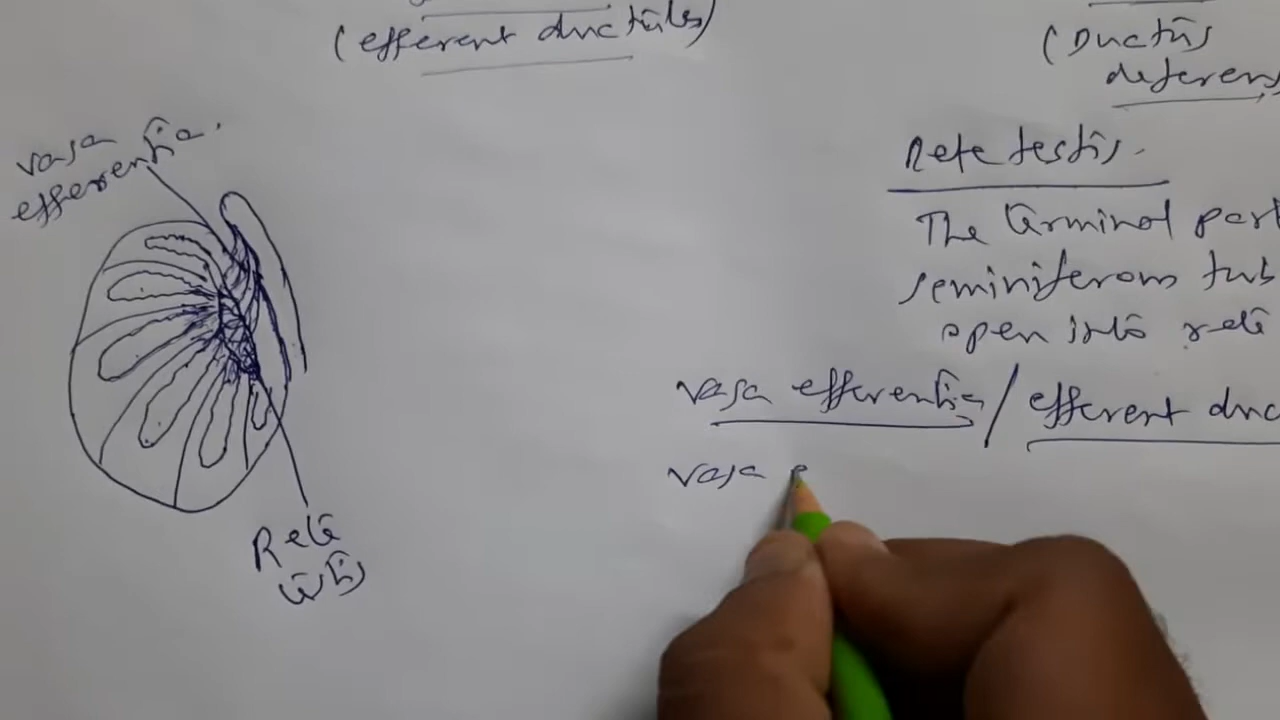 (efferent ductules)
(Ductus
deferens
vasa
efferentia.
Rete testis.
The terminal part
seminiferous tub
open into rete
vasa efferentia / efferent duc
vasa e
Rete
testis